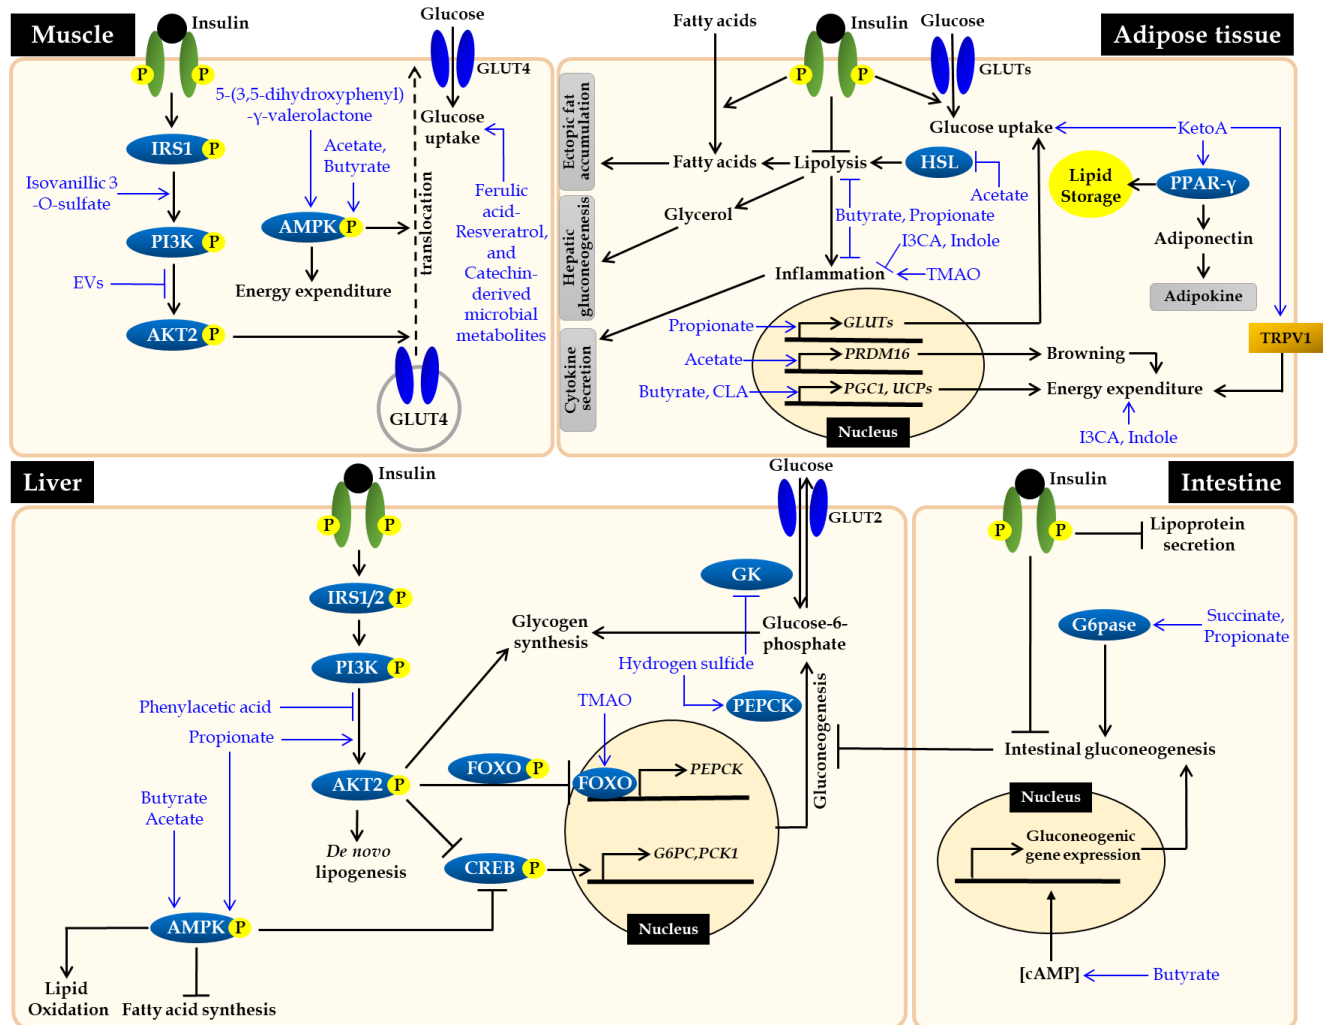 Muscle
Insulin
P
P
Glucose
GLUT4
5-(3,5-dihydroxyphenyl)
-γ-valerolactone
Glucose
uptake
IRS1
P
Acetate,
Butyrate
Isovanillic 3
-O-sulfate
PI3K
P
AMPK
P
translocation
Ferulic
acid-
Resveratrol,
and
Catechin-
derived
microbial
metabolites
EVs
Energy expenditure
AKT2
P
GLUT4
Adipose tissue
Fatty acids
Insulin
P
P
Glucose
GLUTs
Glucose uptake
KetoA
Ectopic fat
accumulation
Fatty acids
Lipolysis
HSL
Acetate
Lipid
Storage
PPAR-γ
Hepatic
gluconeogenesis
Glycerol
Butyrate, Propionate
I3CA, Indole
Adiponectin
Inflammation
TMAO
Adipokine
Cytokine
secretion
Propionate
GLUTs
TRPV1
Acetate
PRDM16
Browning
Butyrate, CLA
PGC1, UCPs
Energy expenditure
Nucleus
I3CA, Indole
Liver
Insulin
P
P
Glucose
GLUT2
IRS1/2
P
GK
Glycogen
synthesis
Glucose-6-
phosphate
PI3K
P
Hydrogen sulfide
Phenylacetic acid
TMAO
PEPCK
Gluconeogenesis
Propionate
AKT2
P
FOXO
P
FOXO
PEPCK
Butyrate
Acetate
De novo
lipogenesis
CREB
P
G6PC,PCK1
AMPK
P
Nucleus
Lipid
Oxidation
Fatty acid synthesis
Intestine
Insulin
P
P
Lipoprotein
secretion
G6pase
Succinate,
Propionate
Intestinal gluconeogenesis
Nucleus
Gluconeogenic
gene expression
[cAMP]
Butyrate